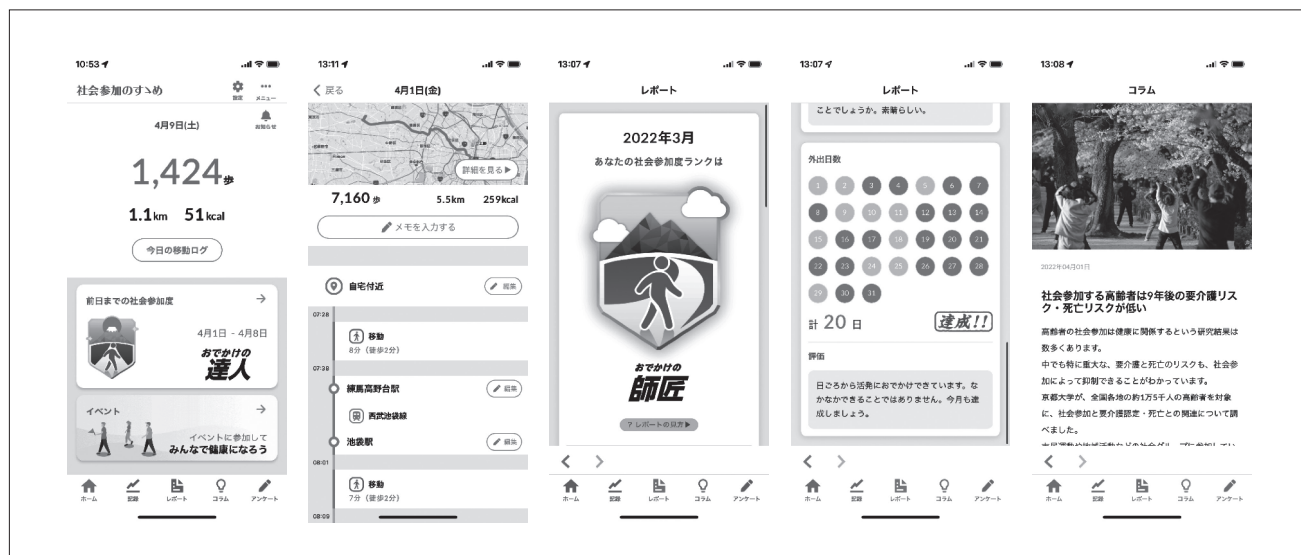 10:53
社会参加のすゝめ
設定
メニュー
4月9日(土)
お知らせ
1,424歩
1.1km 51kcal
今日の移動ログ
前日までの社会参加度 →
4月1日 - 4月8日
おでかけの
達人
イベント →
イベントに参加して
みんなで健康になろう
ホーム 記録 レポート コラム アンケート
13:11
戻る 4月1日(金)
詳細を見る▶
7,160 歩 5.5km 259kcal
メモを入力する
自宅付近 編集
07:28
移動
8分（徒歩2分）
07:38
練馬高野台駅 編集
西武池袋線
池袋駅 編集
08:01
移動
7分（徒歩2分）
08:09
ホーム 記録 レポート コラム アンケート
13:07
レポート
2022年3月
あなたの社会参加度ランクは
おでかけの
師匠
? レポートの見方▶
ホーム 記録 レポート コラム アンケート
13:07
レポート
ことでしょうか。素晴らしい。
外出日数
1 2 3 4 5 6 7
8 9 10 11 12 13 14
15 16 17 18 19 20 21
22 23 24 25 26 27 28
29 30 31
計 20 日 達成!!
評価
日ごろから活発におでかけできています。な
かなかできることではありません。今月も達
成しましょう。
ホーム 記録 レポート コラム アンケート
13:08
コラム
2022年04月01日
社会参加する高齢者は9年後の要介護リス
ク・死亡リスクが低い
高齢者の社会参加は健康に関係するという研究結果は
数多くあります。
中でも特に重大な、要介護と死亡のリスクも、社会参
加によって抑制できることがわかっています。
京都大学が、全国各地の約1万5千人の高齢者を対象
に、社会参加と要介護認定・死亡との関連について調
べました。
ホーム 記録 レポート コラム アンケート